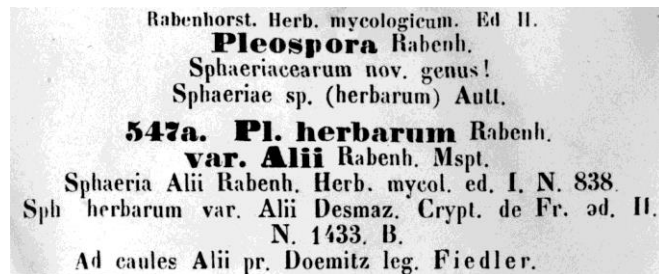 Rabenhorst. Herb. mycologicum. Ed II.
Pleospora Rabenh.
Sphaeriacearum nov. genus!
Sphaeriae sp. (herbarum) Autt.
547a. Pl. herbarum Rabenh.
var. Alii Rabenh. Mspt.
Sphaeria Alii Rabenh. Herb. mycol. ed. I. N. 838
Sph herbarum var. Alii Desmaz. Crypt. de Fr. ed. II.
N. 1433. B.
Ad caules Alii pr. Doemitz leg. Fiedler.